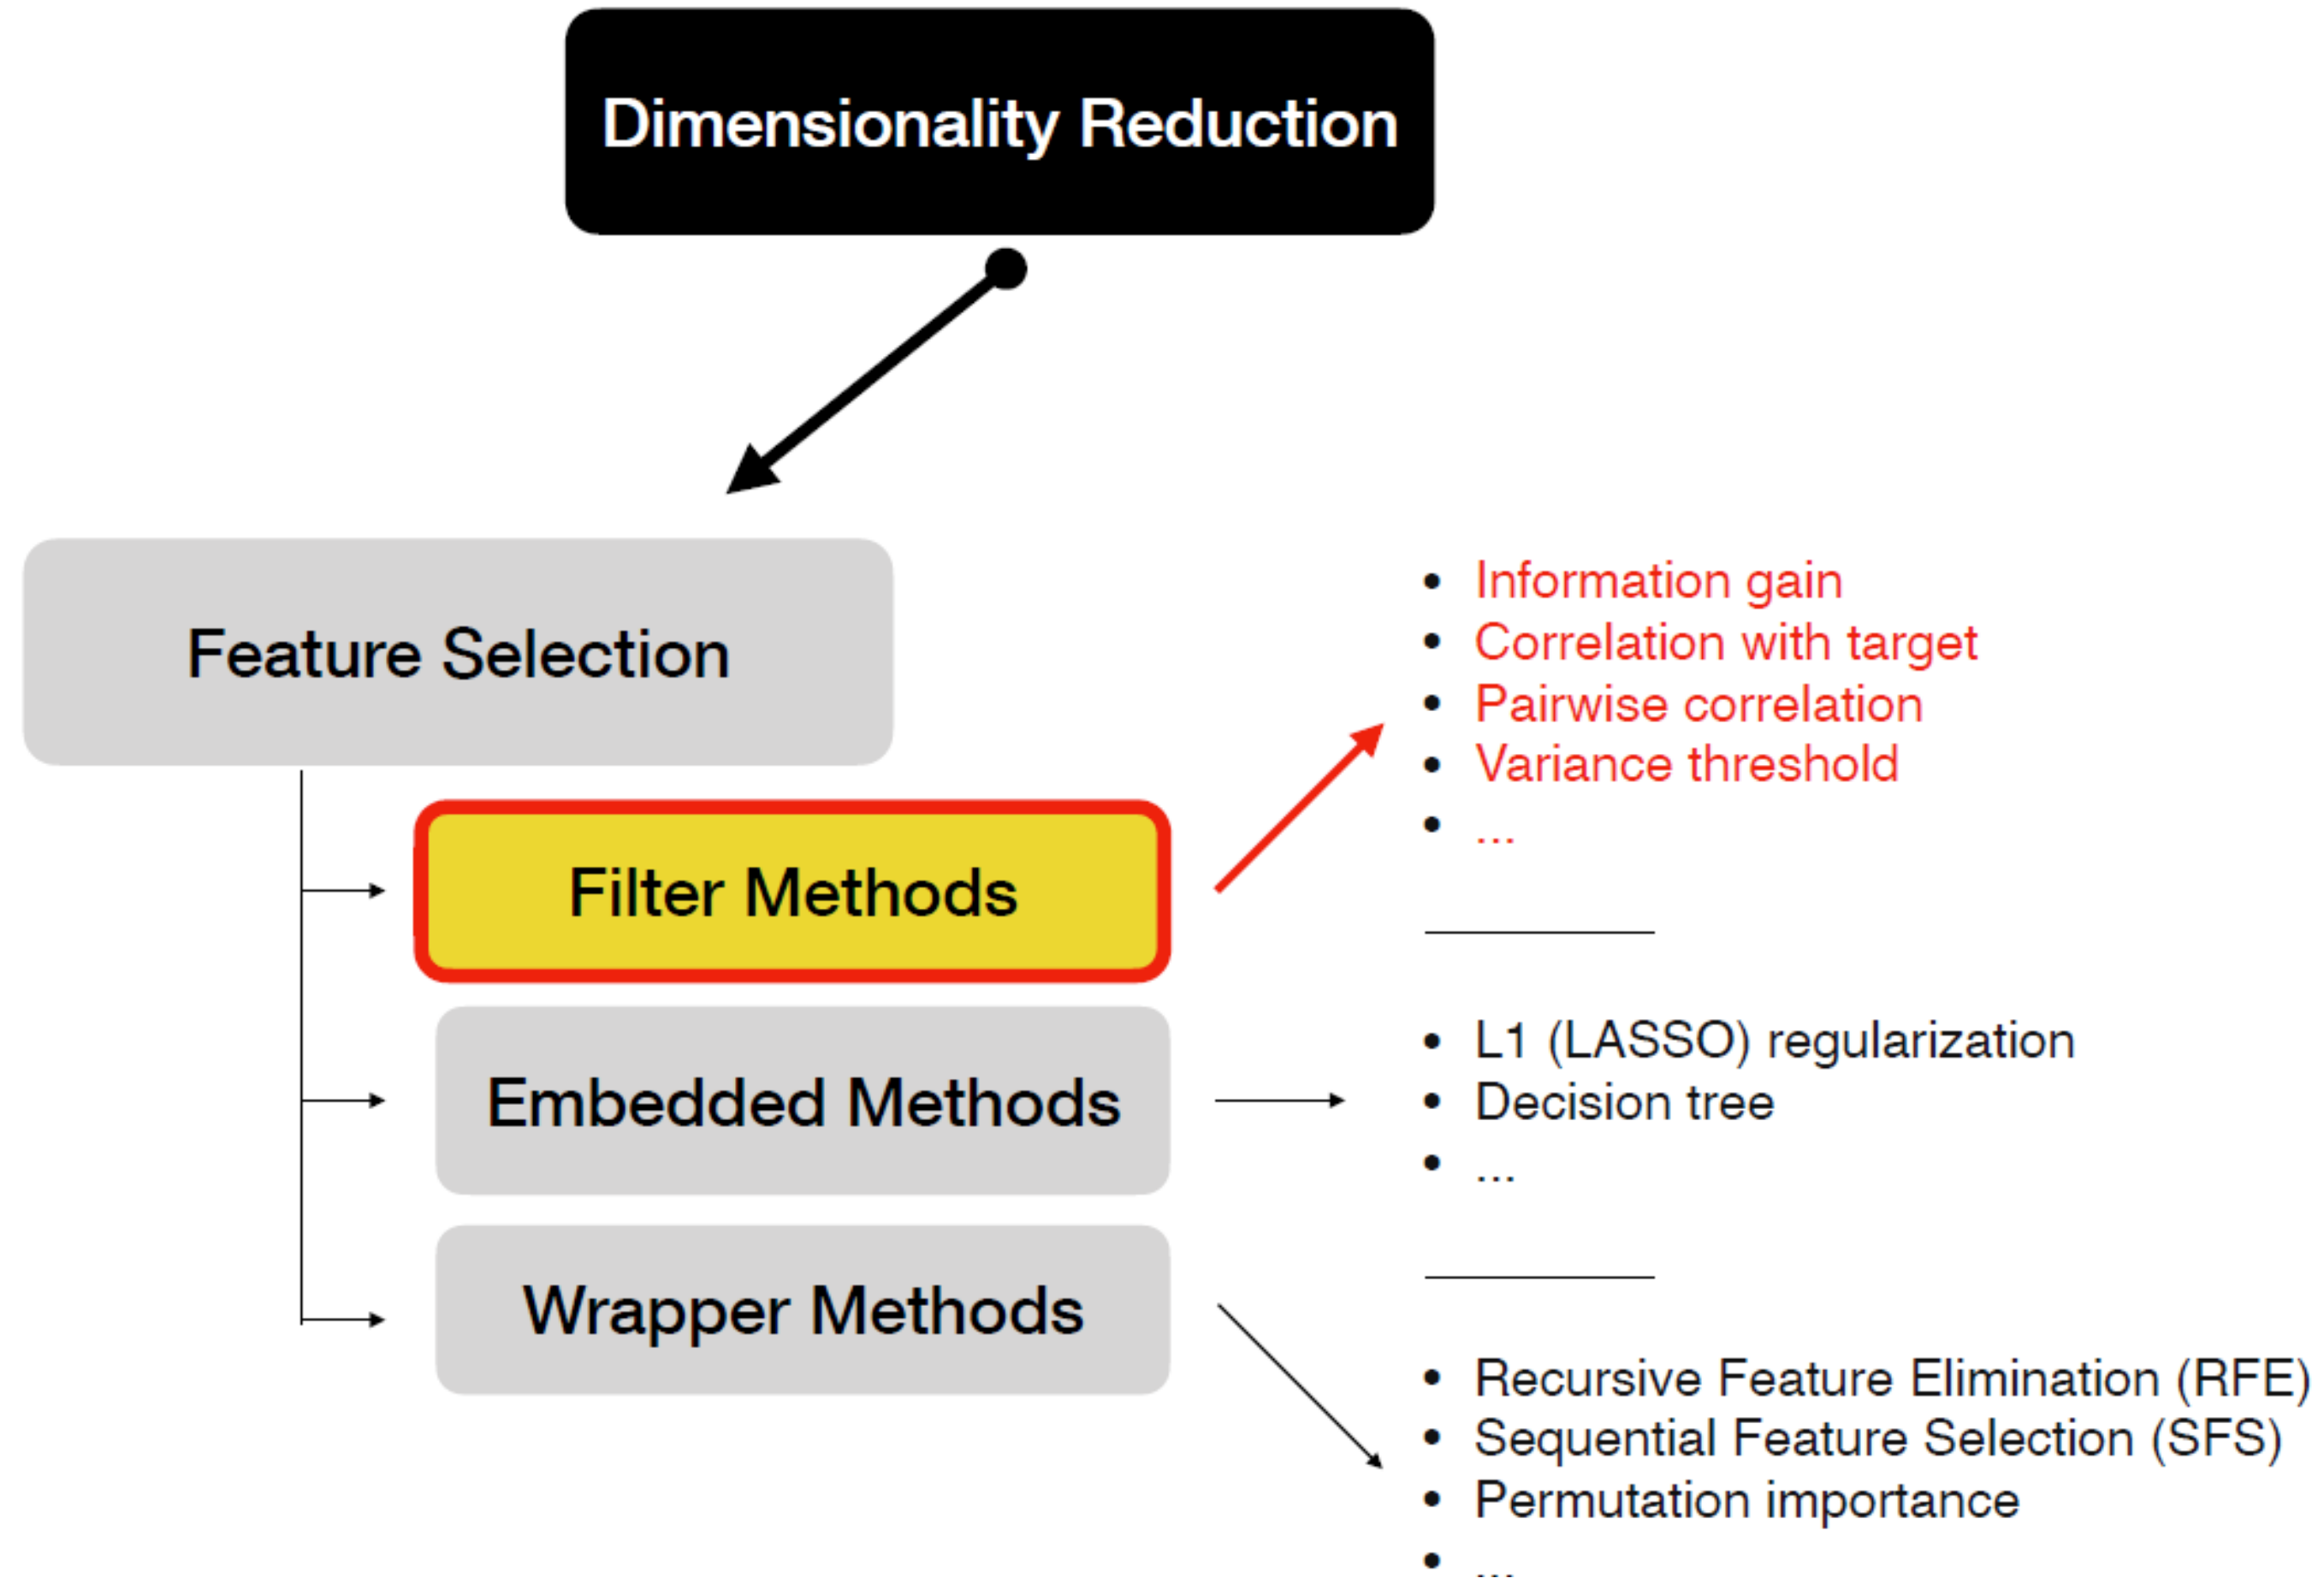 Dimensionality Reduction
Feature Selection
Filter Methods
• Information gain
• Correlation with target
• Pairwise correlation
• Variance threshold
• ...
Embedded Methods
• L1 (LASSO) regularization
• Decision tree
• ...
Wrapper Methods
• Recursive Feature Elimination (RFE)
• Sequential Feature Selection (SFS)
• Permutation importance
• ...